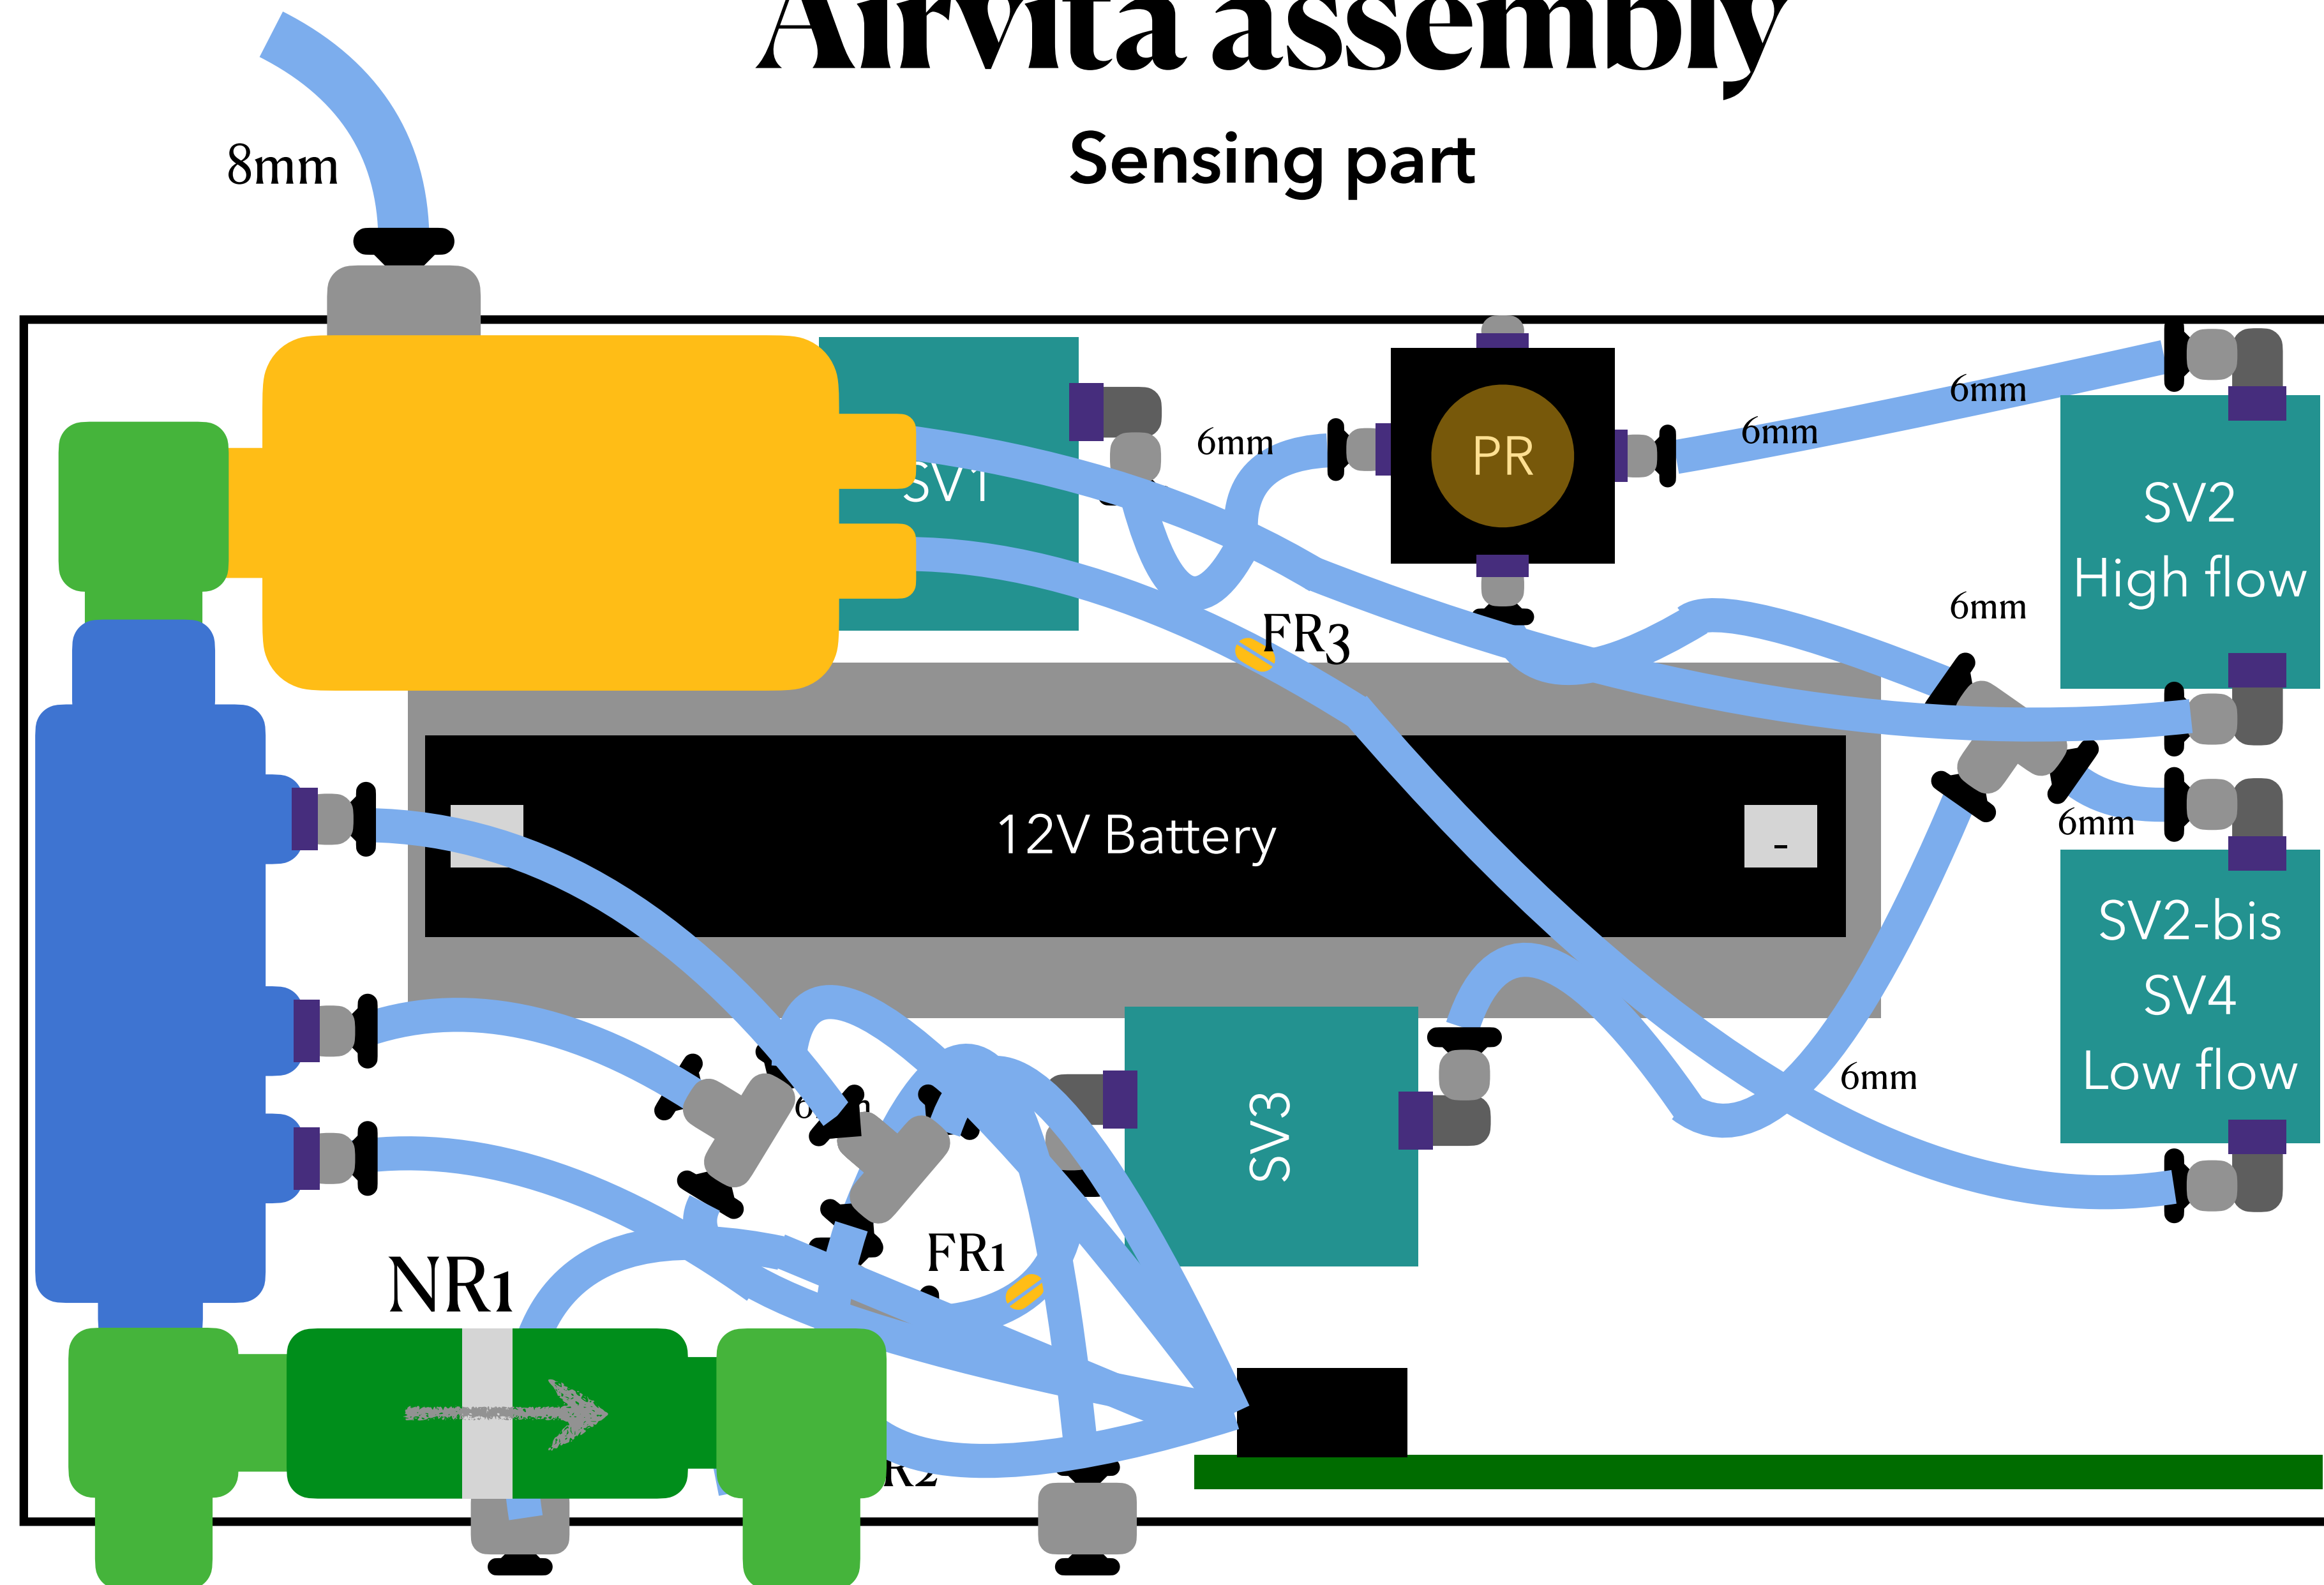 Airvita assembly
Sensing part
8mm
6mm
6mm
6mm
PR
SV1
SV2
High flow
6mm
FR3
12V Battery
-
6mm
SV2-bis
SV4
Low flow
6mm
SV3
FR1
NR1